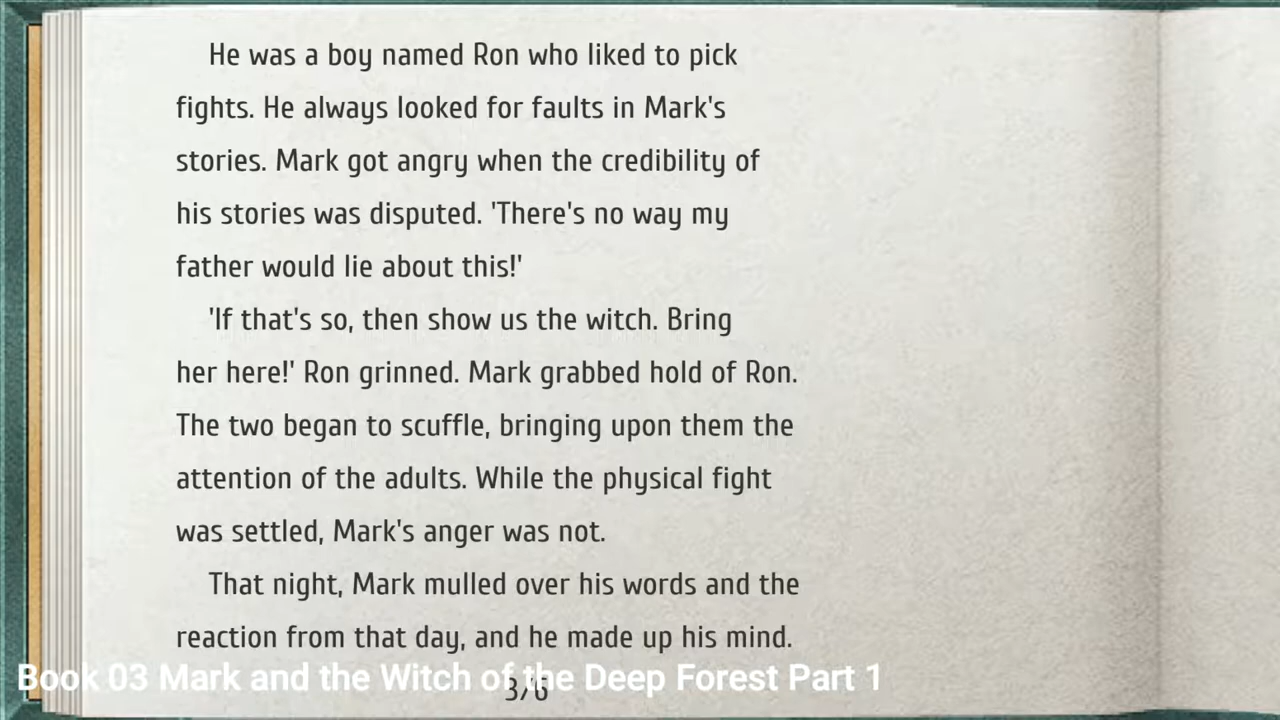 He was a boy named Ron who liked to pick
fights. He always looked for faults in Mark's
stories. Mark got angry when the credibility of
his stories was disputed. 'There's no way my
father would lie about this!'
'If that's so, then show us the witch. Bring
her here!' Ron grinned. Mark grabbed hold of Ron.
The two began to scuffle, bringing upon them the
attention of the adults. While the physical fight
was settled, Mark's anger was not.
That night, Mark mulled over his words and the
reaction from that day, and he made up his mind.
Book 03 Mark and the Witch of the Deep Forest Part 1
3/6